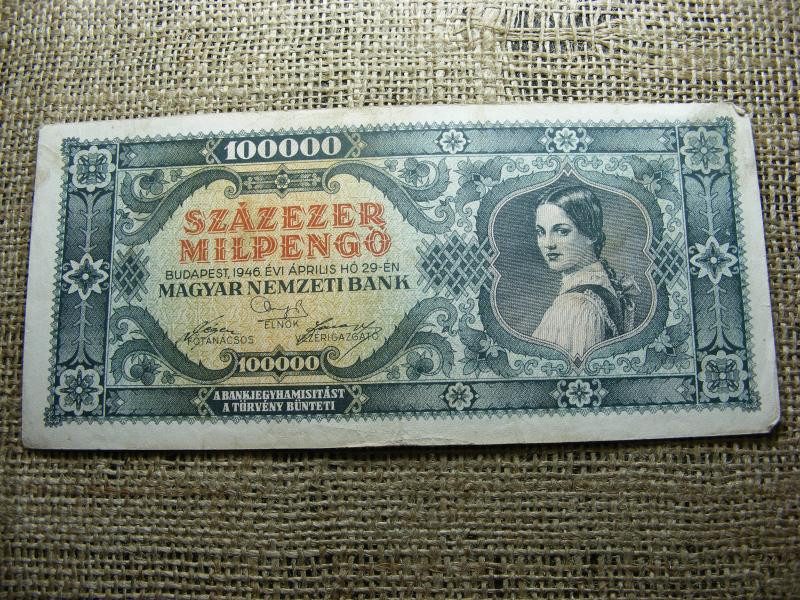 100000
SZÁZEZER
MILPENGŐ
BUDAPEST, 1946. ÉVI ÁPRILIS HÓ 29-ÉN
MAGYAR NEMZETI BANK
ELNÖK
FŐTANÁCSOS VEZÉRIGAZGATÓ
100000
A BANKJEGYHAMISITÁST
A TÖRVÉNY BÜNTETI